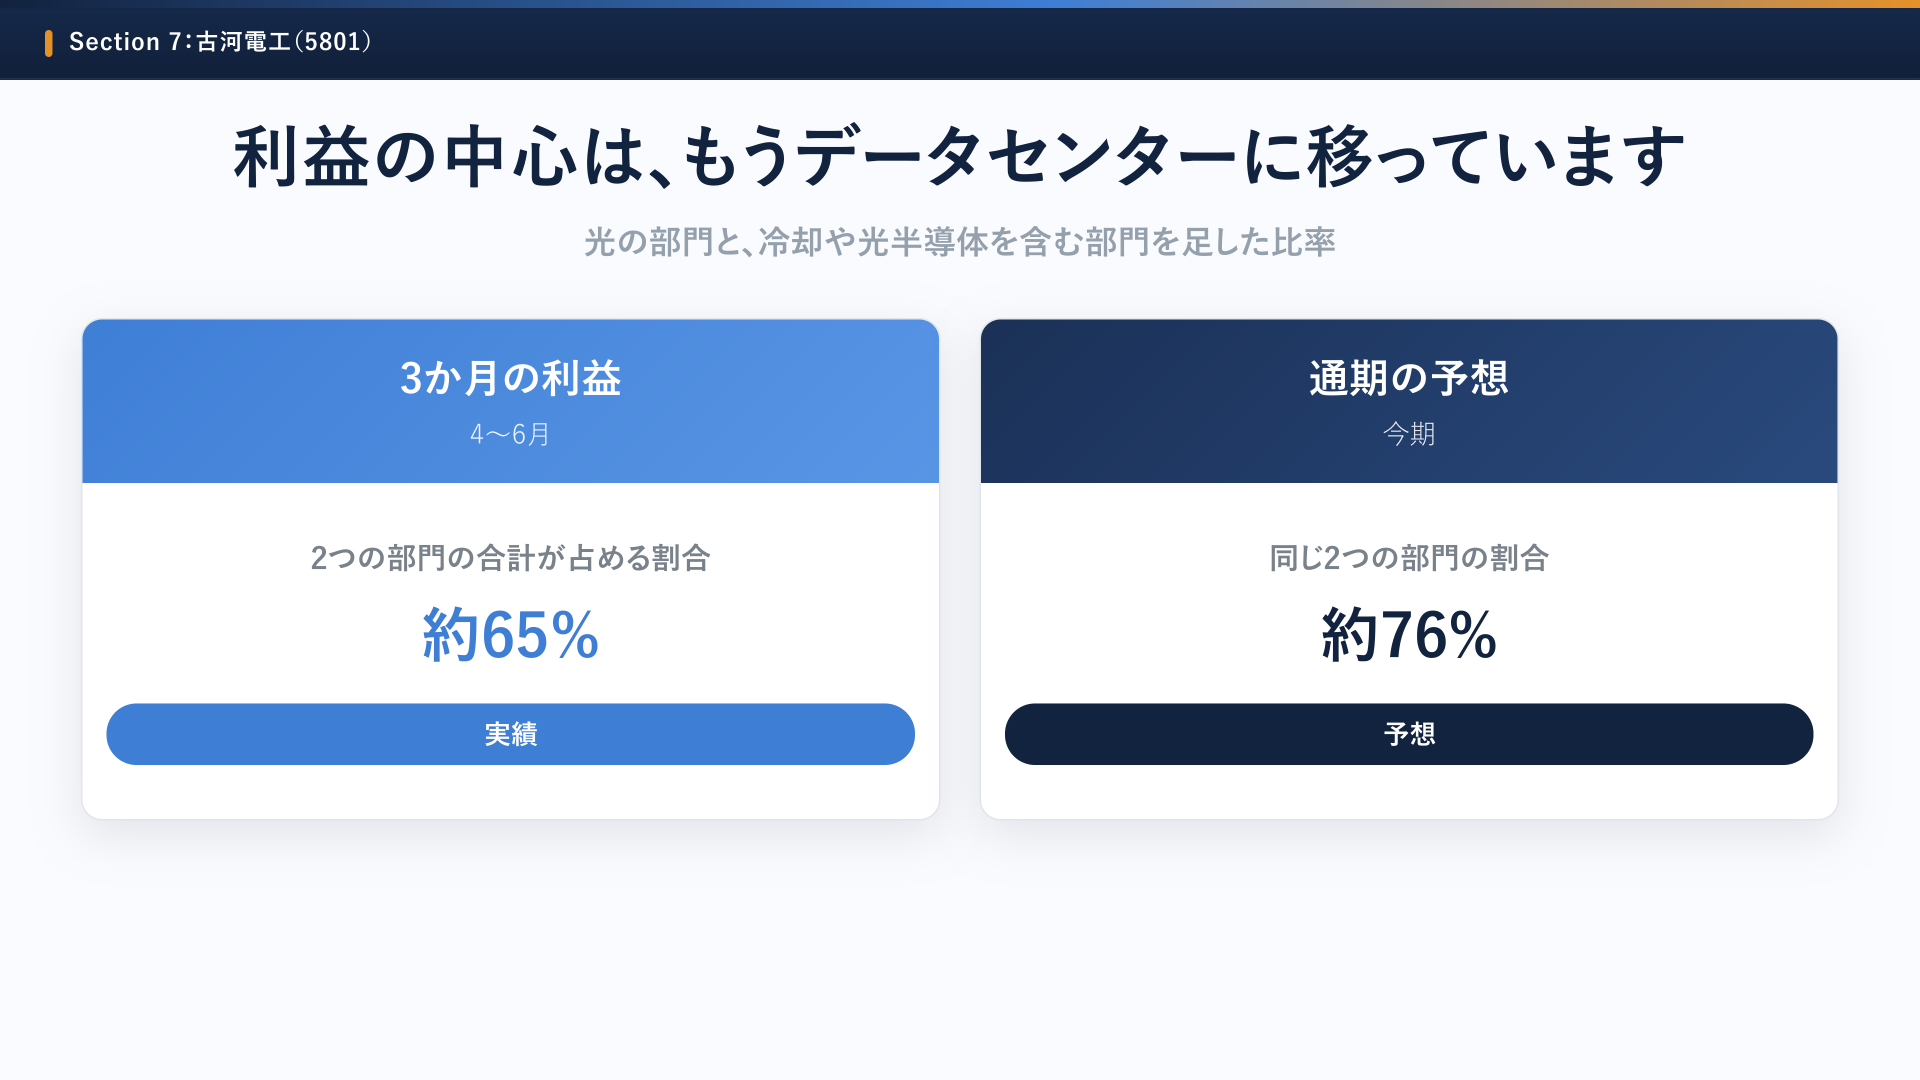 Section 7：古河電工（5801）
利益の中心は、もうデータセンターに移っています
光の部門と、冷却や光半導体を含む部門を足した比率
3か月の利益
4〜6月
2つの部門の合計が占める割合
約65%
実績
通期の予想
今期
同じ2つの部門の割合
約76%
予想